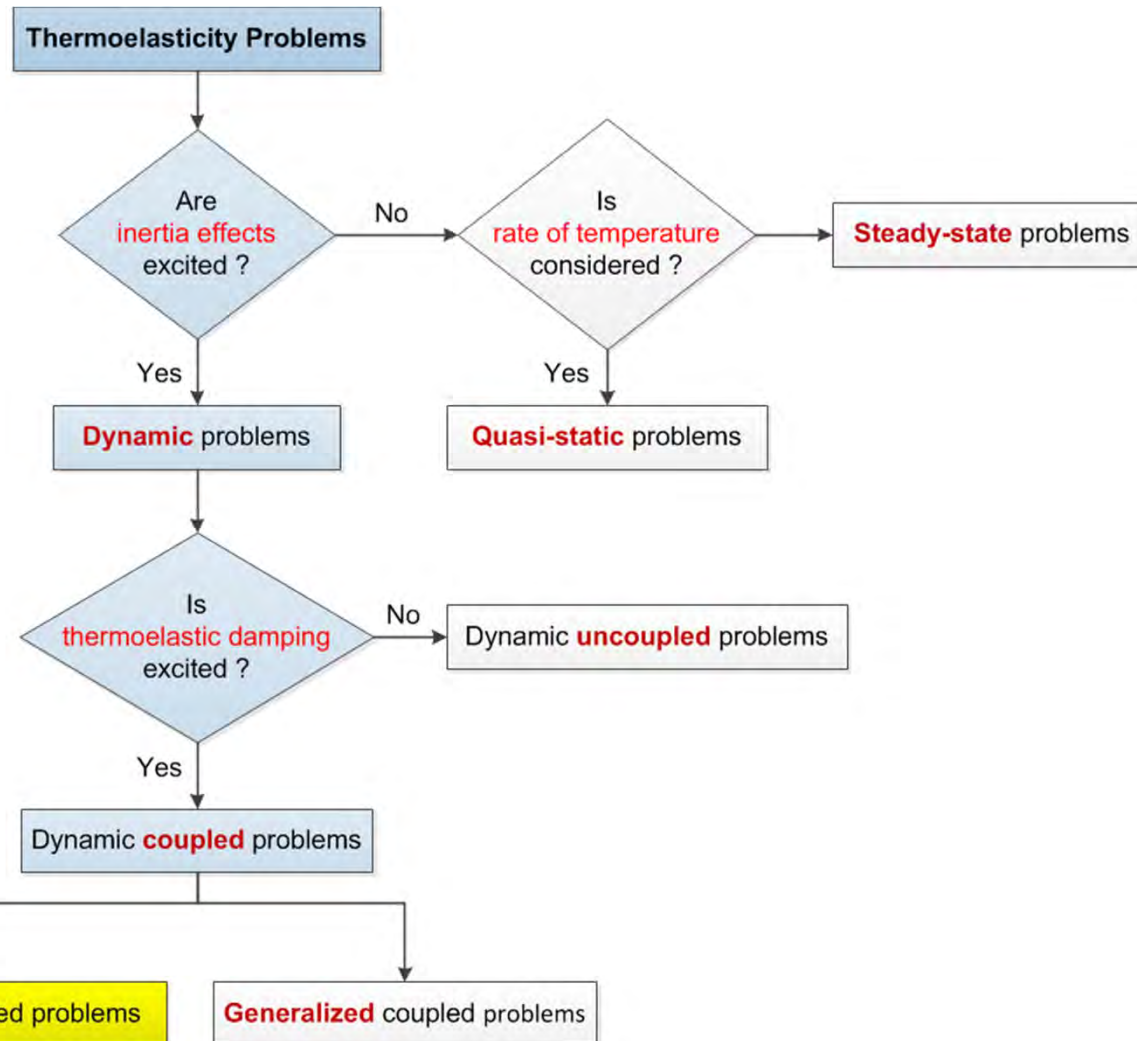 Thermoelasticity Problems
Are
inertia effects
excited ?
No
Is
rate of temperature
considered ?
Steady-state problems
Yes
Yes
Dynamic problems
Quasi-static problems
Is
thermoelastic damping
excited ?
No
Dynamic uncoupled problems
Yes
Dynamic coupled problems
problems
Generalized coupled problems